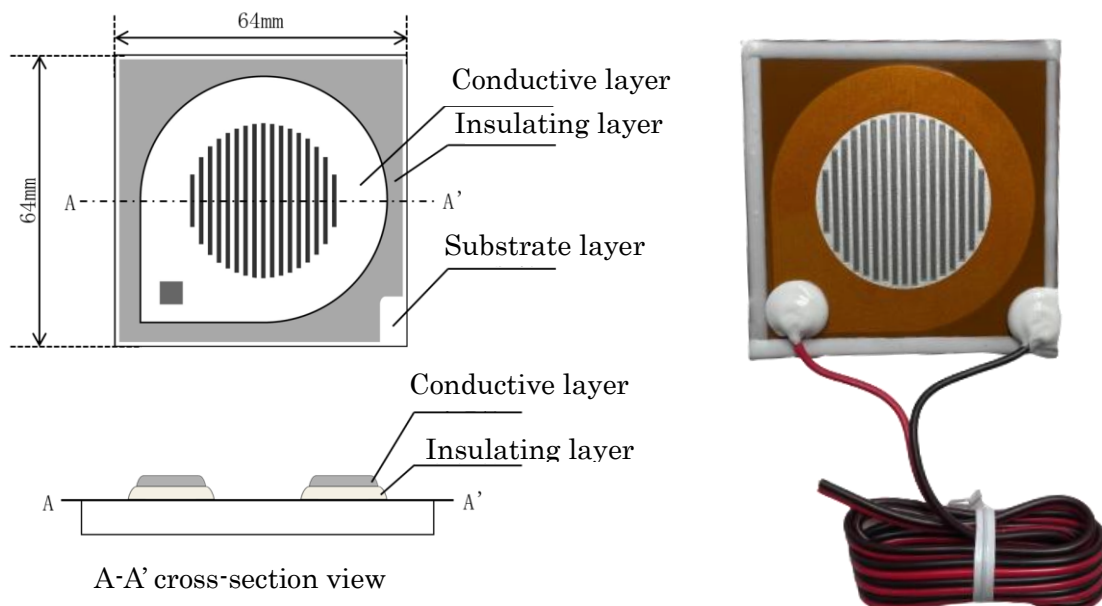 64mm
64mm
Conductive layer
Insulating layer
A
A'
Substrate layer
Conductive layer
Insulating layer
A
A'
A-A' cross-section view